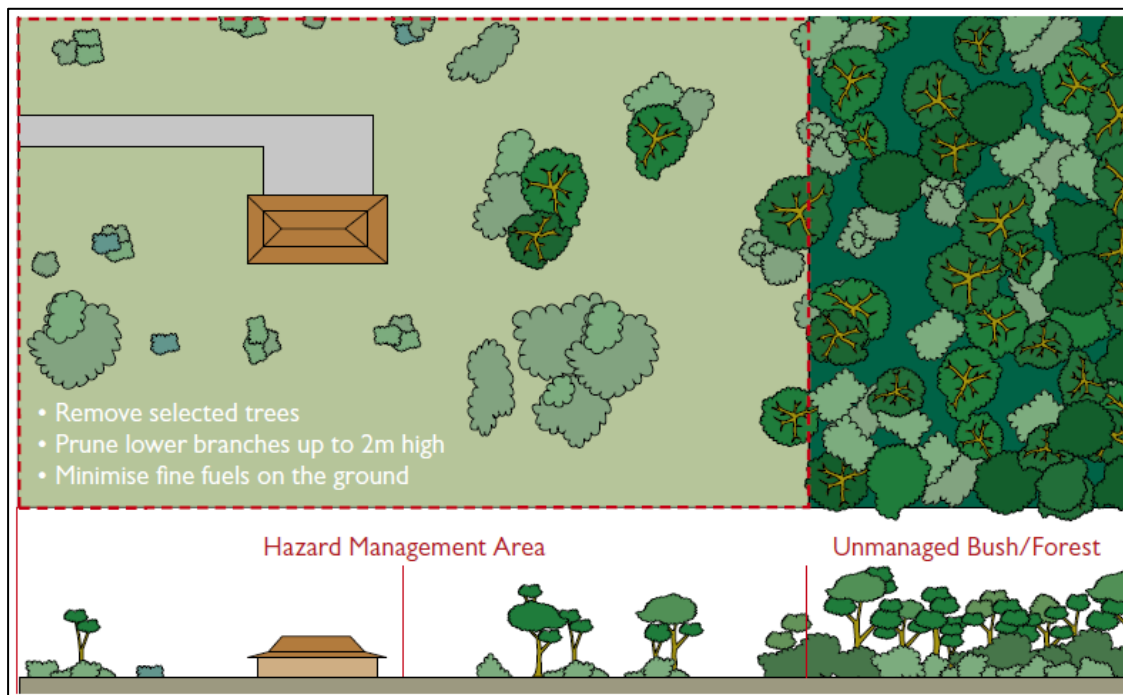 • Remove selected trees
• Prune lower branches up to 2m high
• Minimise fine fuels on the ground
Hazard Management Area
Unmanaged Bush/Forest